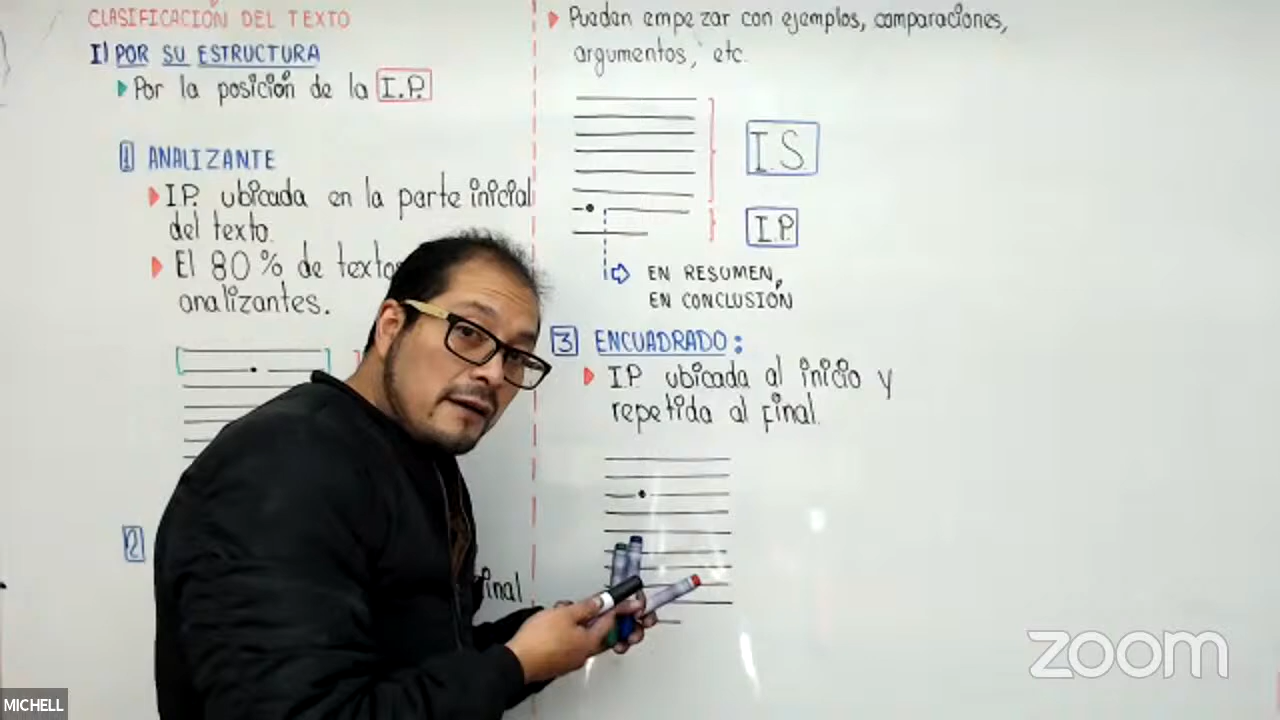 CLASIFICACIÓN DEL TEXTO
I) POR SU ESTRUCTURA
Por la posición de la I.P.
1 ANALIZANTE
I.P. ubicada en la parte inicial
del texto.
El 80% de textos
analizantes.
2
final
Pueden empezar con ejemplos, comparaciones,
argumentos, etc.
I.S.
I.P.
EN RESUMEN,
EN CONCLUSIÓN
3 ENCUADRADO:
I.P. ubicada al inicio y
repetida al final.
zoom
MICHELL